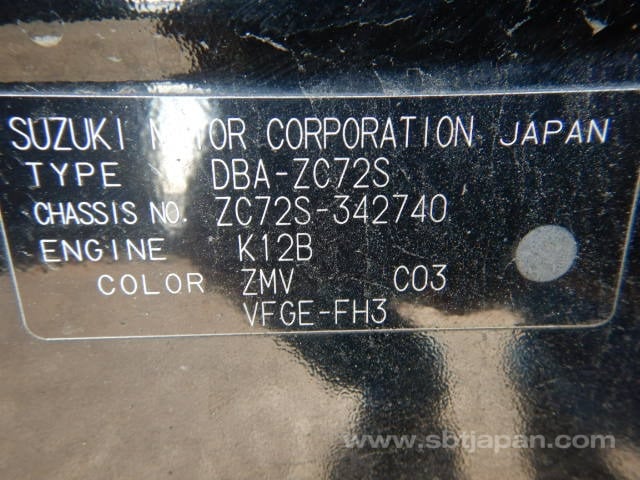 SUZUKI MOTOR CORPORATION JAPAN
TYPE DBA-ZC72S
CHASSIS NO. ZC72S-342740
ENGINE K12B
COLOR ZMV C03
VFGE-FH3
www.sbtjapan.com